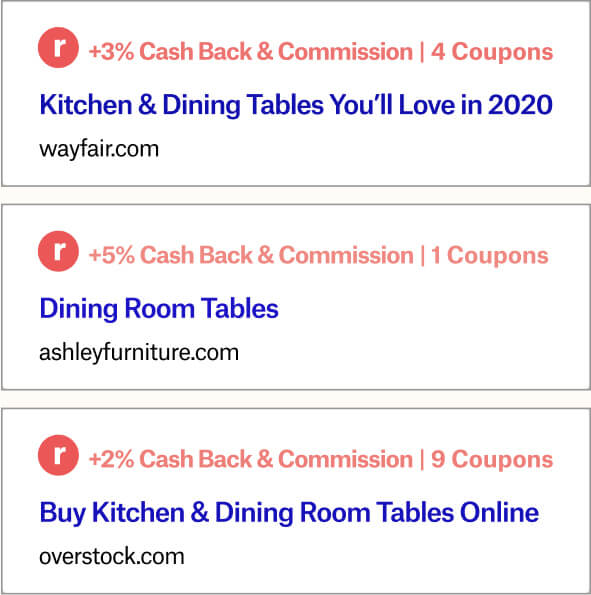 r +3% Cash Back & Commission | 4 Coupons
Kitchen & Dining Tables You’ll Love in 2020
wayfair.com
r +5% Cash Back & Commission | 1 Coupons
Dining Room Tables
ashleyfurniture.com
r +2% Cash Back & Commission | 9 Coupons
Buy Kitchen & Dining Room Tables Online
overstock.com